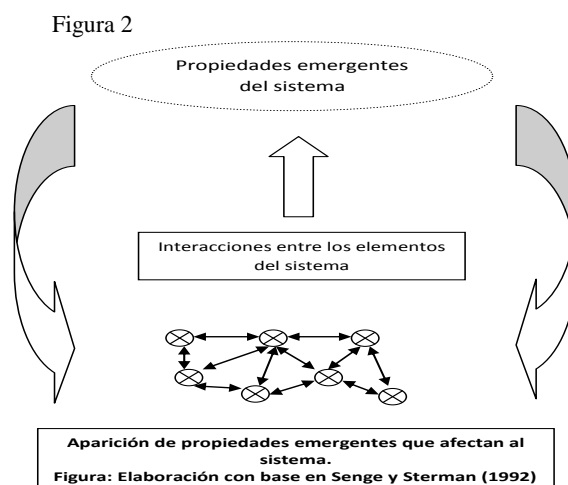 Figura 2
Propiedades emergentes
del sistema
Interacciones entre los elementos
del sistema
Aparición de propiedades emergentes que afectan al
sistema.
Figura: Elaboración con base en Senge y Sterman (1992)